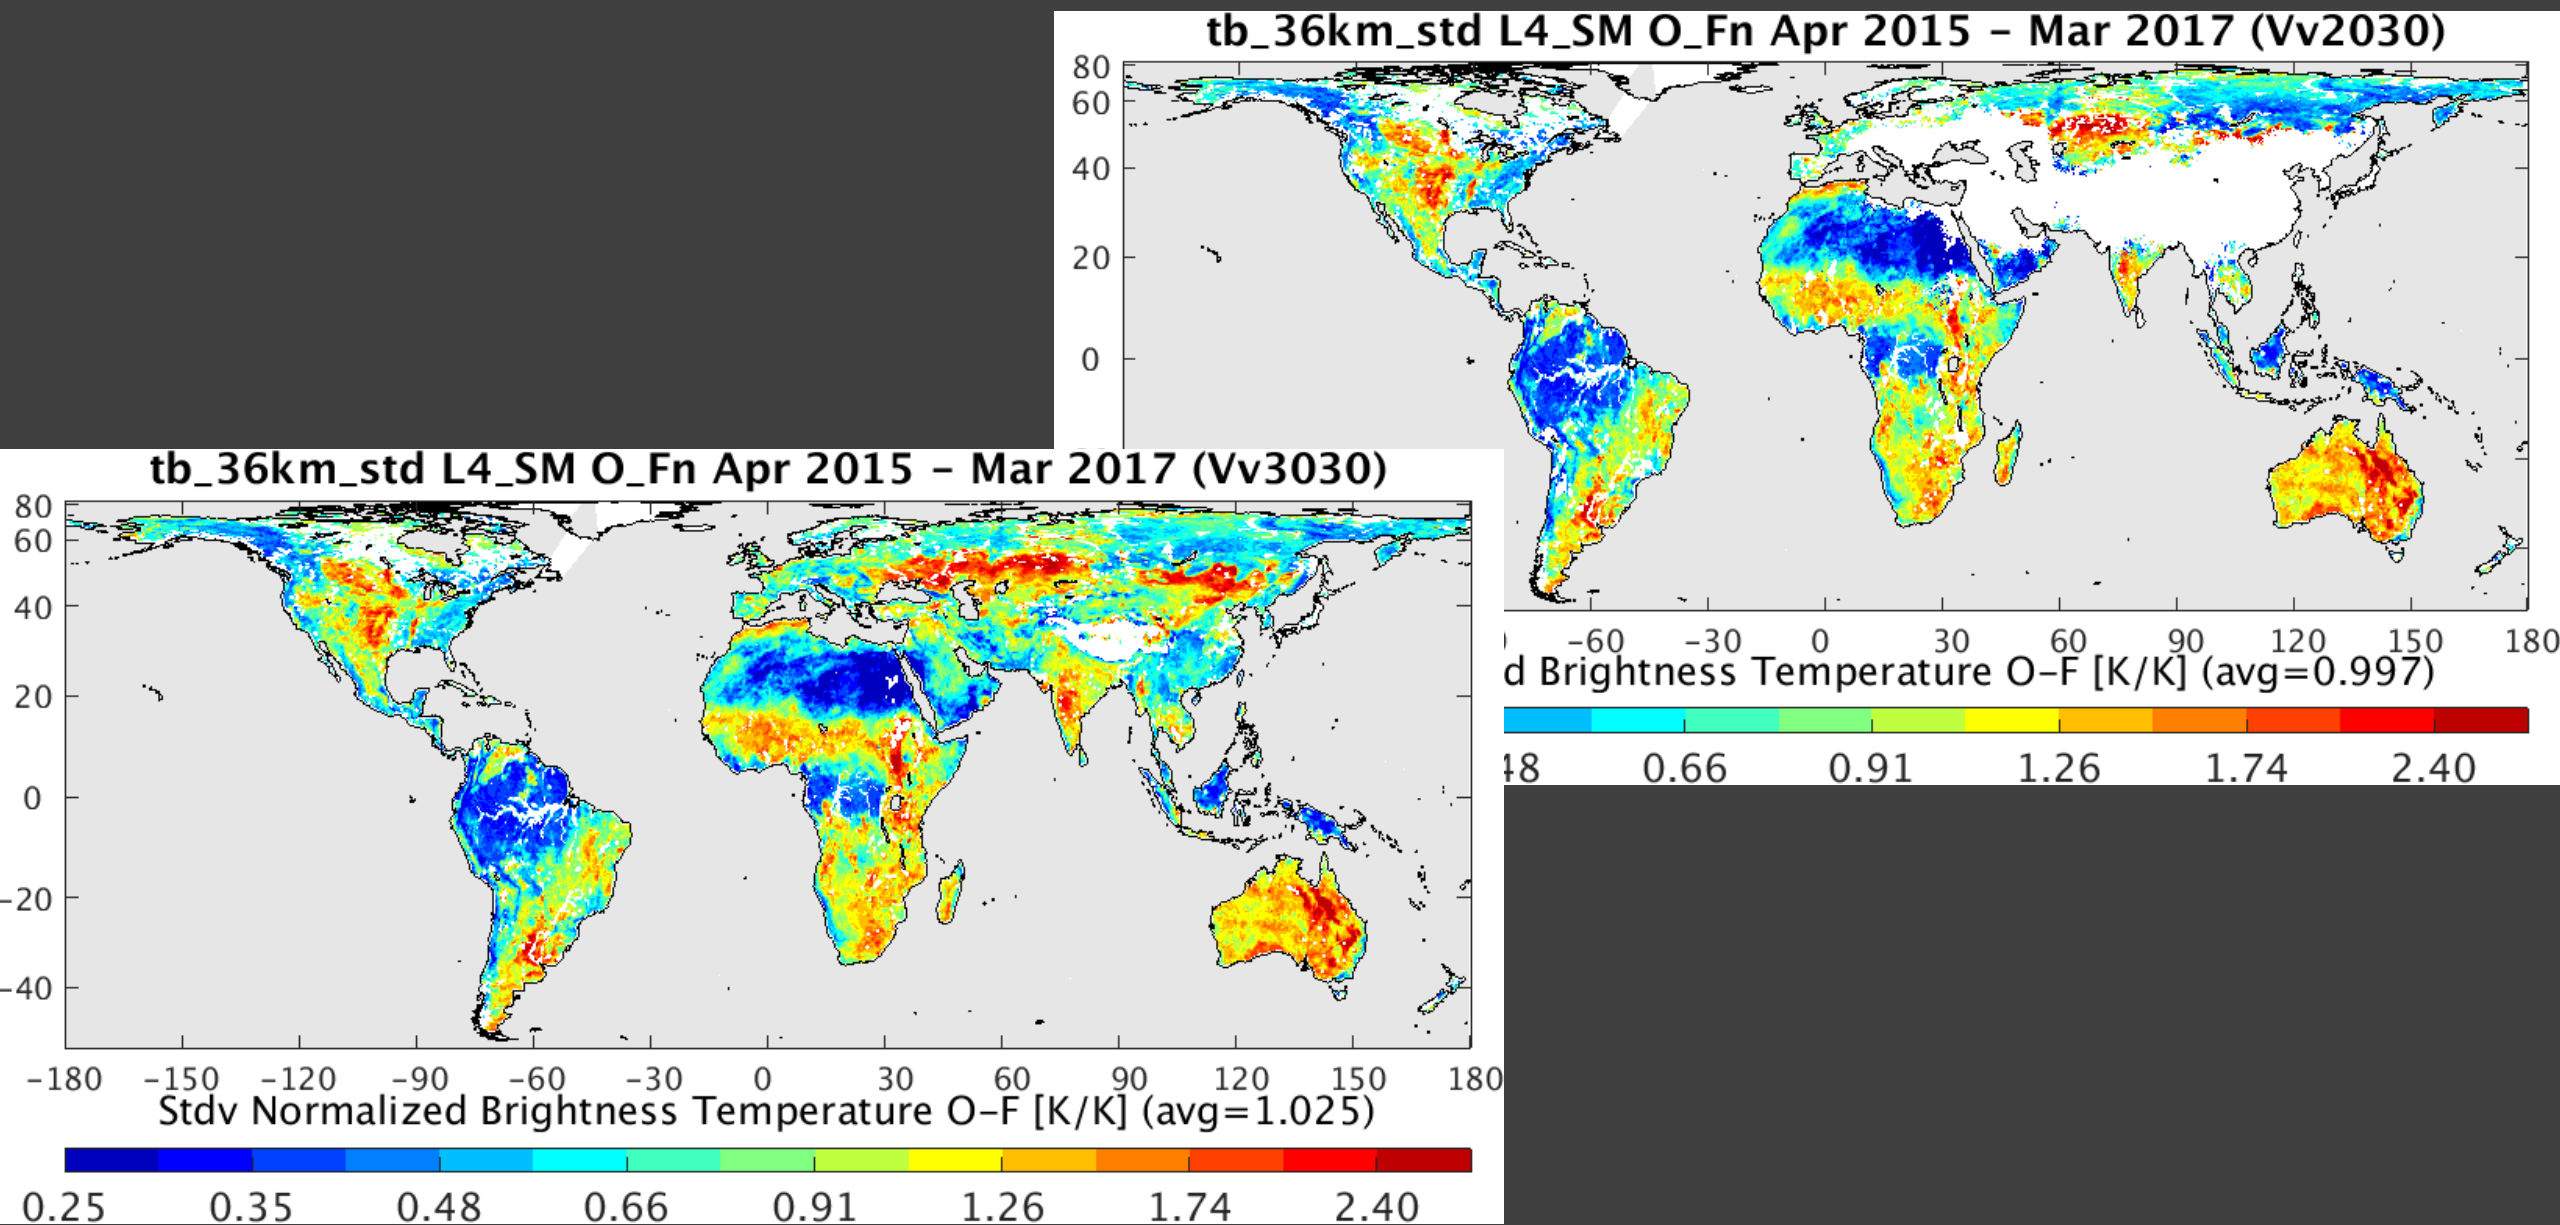 tb_36km_std L4_SM O_Fn Apr 2015 – Mar 2017 (Vv2030)
80
60
40
20
0
-60 -30 0 30 60 90 120 150 180
d Brightness Temperature O-F [K/K] (avg=0.997)
48 0.66 0.91 1.26 1.74 2.40
tb_36km_std L4_SM O_Fn Apr 2015 – Mar 2017 (Vv3030)
80
60
40
20
0
-20
-40
-180 -150 -120 -90 -60 -30 0 30 60 90 120 150 180
Stdv Normalized Brightness Temperature O-F [K/K] (avg=1.025)
0.25 0.35 0.48 0.66 0.91 1.26 1.74 2.40